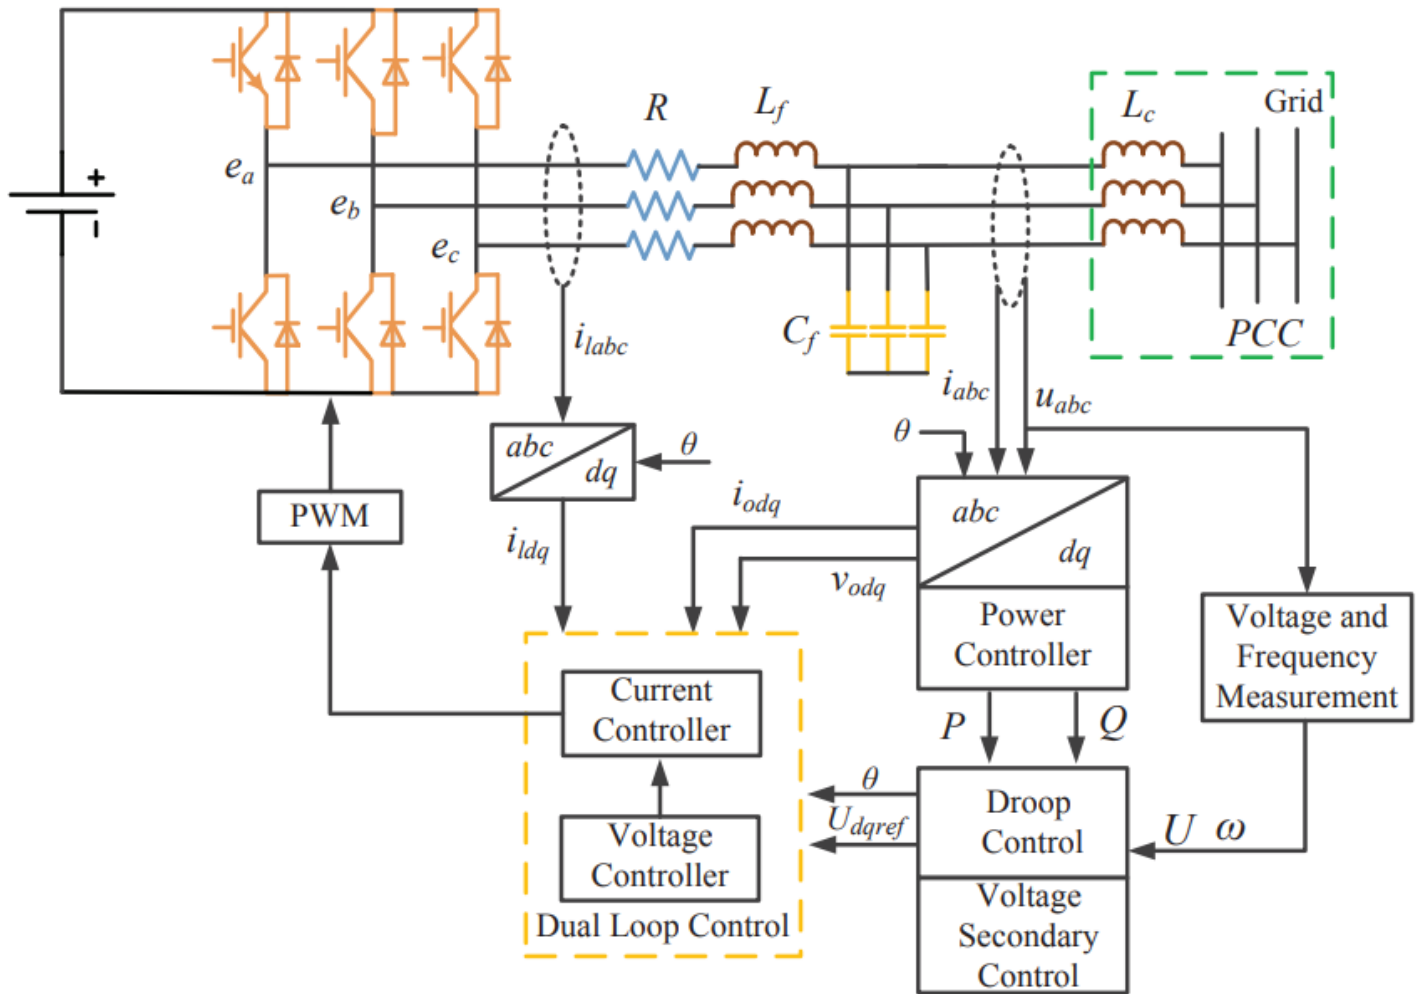 R
L_f
L_c
Grid
+
e_a
e_b
e_c
−
i_labc
C_f
PCC
i_abc
u_abc
θ
abc
dq
θ
PWM
i_ldq
i_odq
v_odq
abc
dq
Power
Controller
Voltage and
Frequency
Measurement
Current
Controller
P
Q
θ
U_dqref
Droop
Control
U ω
Voltage
Controller
Dual Loop Control
Voltage
Secondary
Control